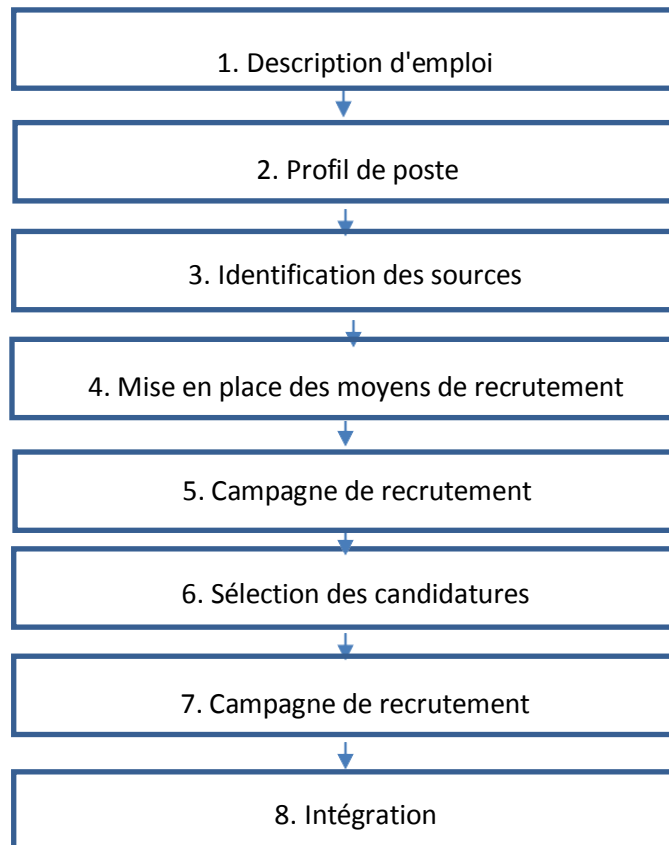 1. Description d'emploi
2. Profil de poste
3. Identification des sources
4. Mise en place des moyens de recrutement
5. Campagne de recrutement
6. Sélection des candidatures
7. Campagne de recrutement
8. Intégration